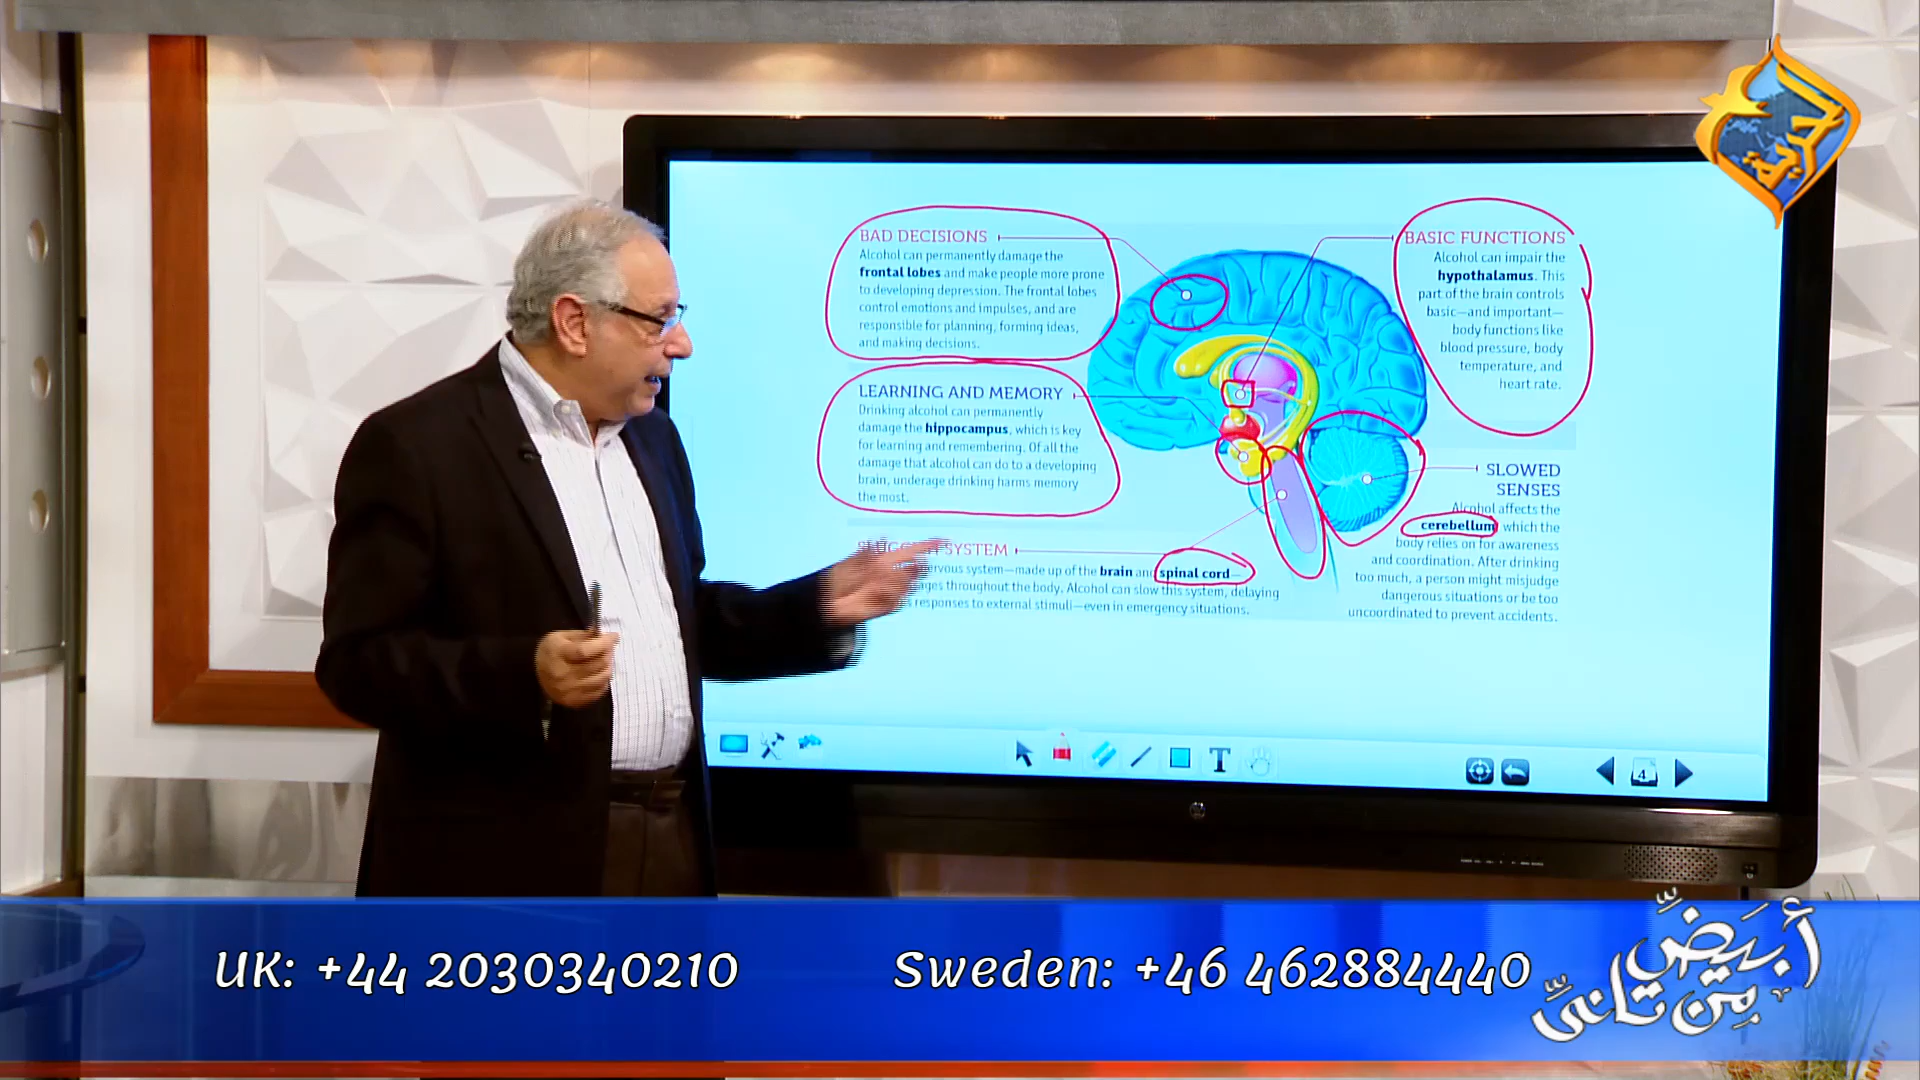 الحرية
BAD DECISIONS
Alcohol can permanently damage the
frontal lobes and make people more prone
to developing depression. The frontal lobes
control emotions and impulses, and are
responsible for planning, forming ideas,
and making decisions.
LEARNING AND MEMORY
Drinking alcohol can permanently
damage the hippocampus, which is key
for learning and remembering. Of all the
damage that alcohol can do to a developing
brain, underage drinking harms memory
the most.
SYSTEM
nervous system—made up of the brain and spinal cord—
throughout the body. Alcohol can slow this system, delaying
responses to external stimuli—even in emergency situations.
BASIC FUNCTIONS
Alcohol can impair the
hypothalamus. This
part of the brain controls
basic—and important—
body functions like
blood pressure, body
temperature, and
heart rate.
SLOWED
SENSES
Alcohol affects the
cerebellum which the
body relies on for awareness
and coordination. After drinking
too much, a person might misjudge
dangerous situations or be too
uncoordinated to prevent accidents.
T
4
hp
UK: +44 2030340210
Sweden: +46 462884440
أبيَضّ
مِن تاني